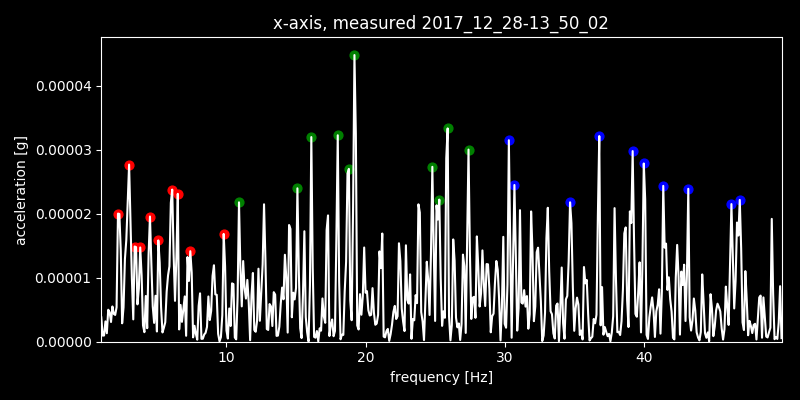 x-axis, measured 2017_12_28-13_50_02
acceleration [g]
0.00004
0.00003
0.00002
0.00001
0.00000
10 20 30 40
frequency [Hz]